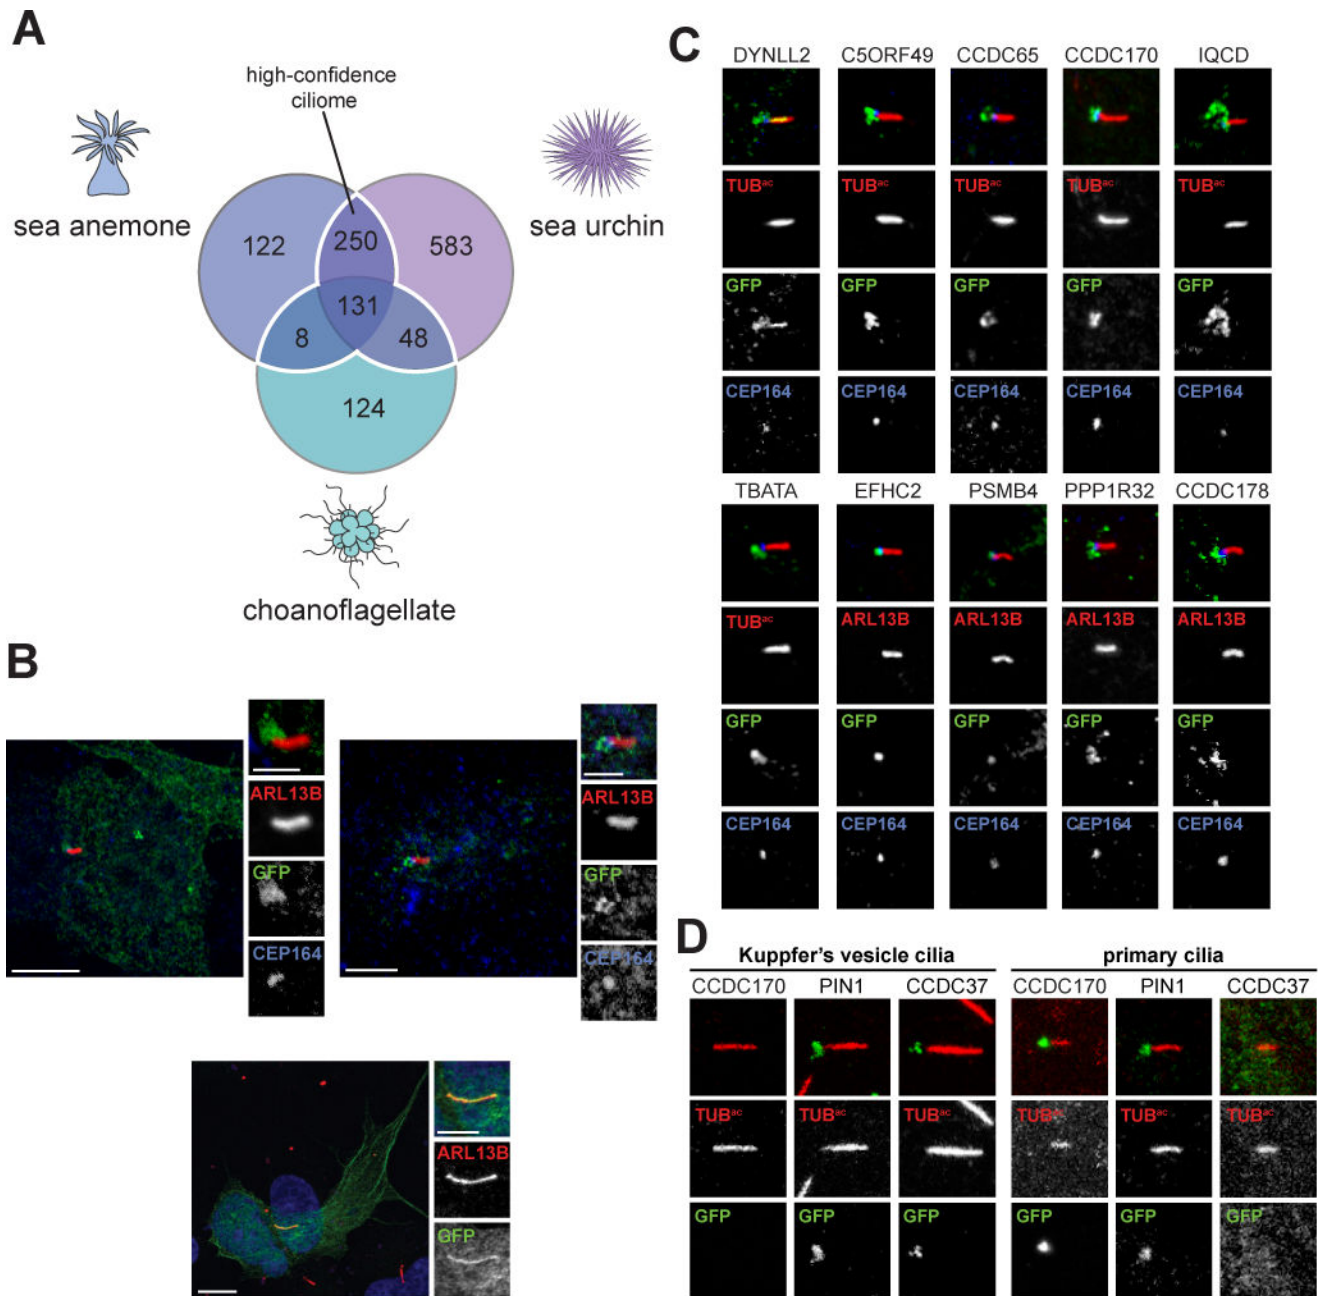 A
high-confidence
ciliome
sea anemone
sea urchin
122
250
583
131
8
48
124
choanoflagellate
B
ARL13B
GFP
CEP164
ARL13B
GFP
CEP164
ARL13B
GFP
C
DYNLL2 C5ORF49 CCDC65 CCDC170 IQCD
TUBac TUBac TUBac TUBac TUBac
GFP GFP GFP GFP GFP
CEP164 CEP164 CEP164 CEP164 CEP164
TBATA EFHC2 PSMB4 PPP1R32 CCDC178
TUBac ARL13B ARL13B ARL13B ARL13B
GFP GFP GFP GFP GFP
CEP164 CEP164 CEP164 CEP164 CEP164
D
Kuppfer's vesicle cilia primary cilia
CCDC170 PIN1 CCDC37 CCDC170 PIN1 CCDC37
TUBac TUBac TUBac TUBac TUBac TUBac
GFP GFP GFP GFP GFP GFP